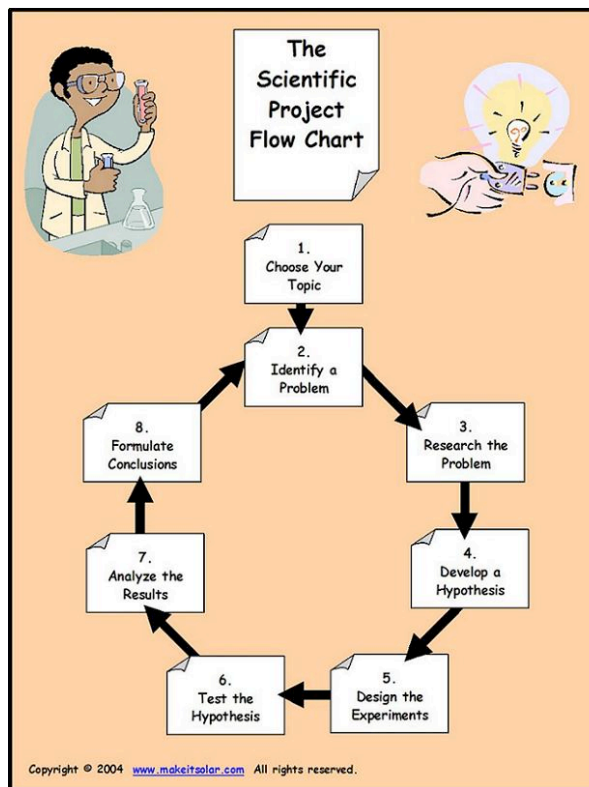 The
Scientific
Project
Flow Chart
1.
Choose Your
Topic
2.
Identify a
Problem
3.
Research the
Problem
4.
Develop a
Hypothesis
5.
Design the
Experiments
6.
Test the
Hypothesis
7.
Analyze the
Results
8.
Formulate
Conclusions
Copyright © 2004 www.makeitsolar.com All rights reserved.